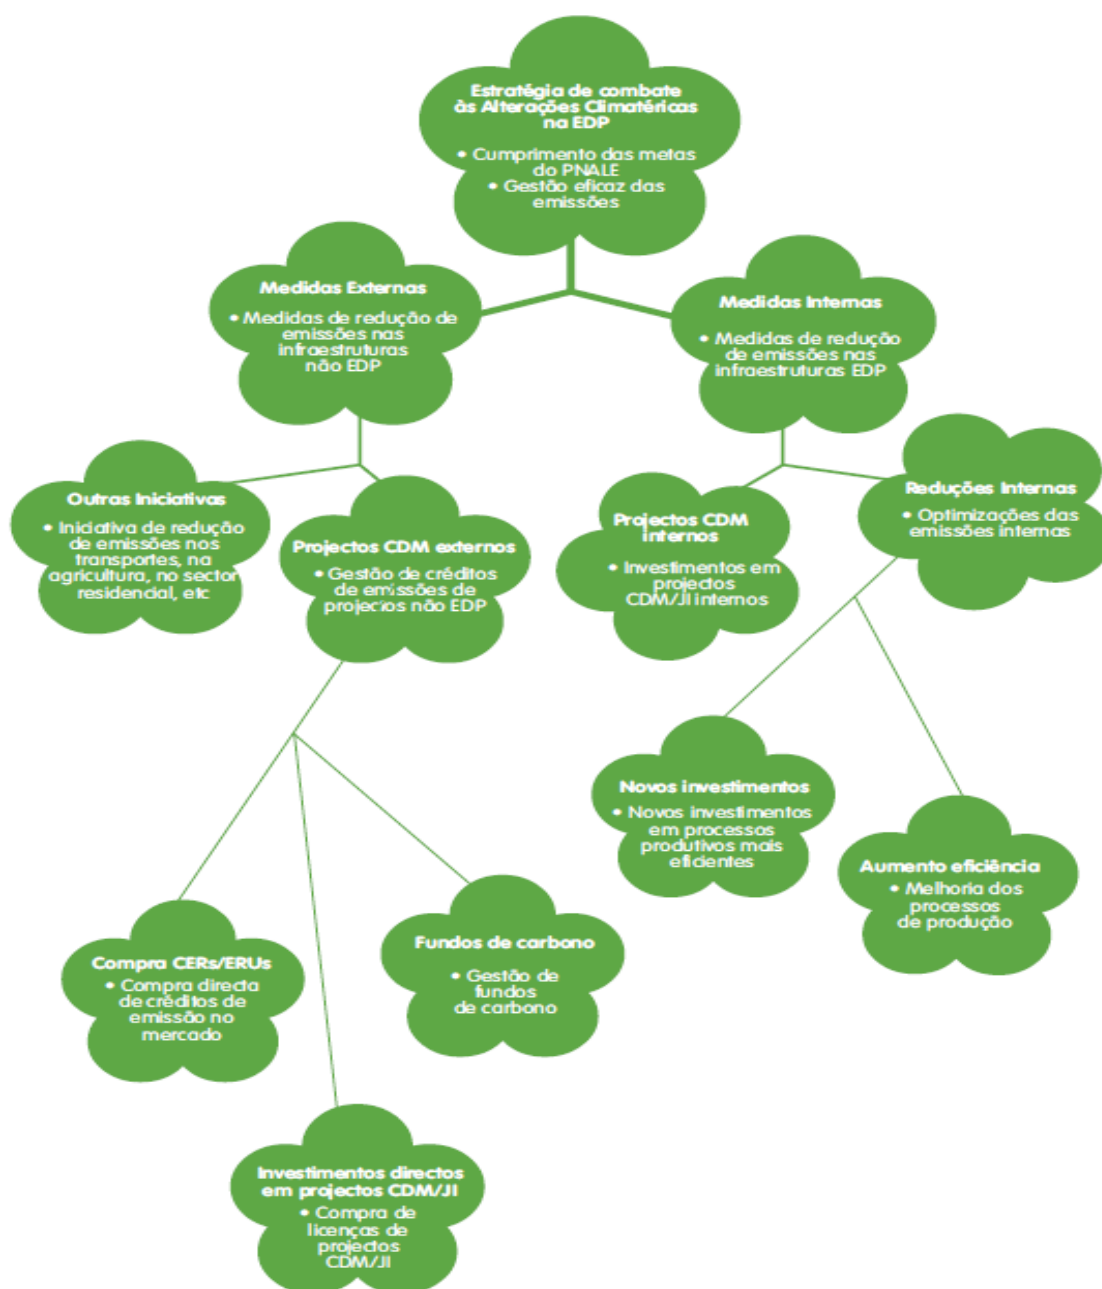 Estratégia de combate
às Alterações Climatéricas
na EDP
• Cumprimento das metas
do PNALE
• Gestão eficaz das
emissões
Medidas Externas
• Medidas de redução de
emissões nas
infraestruturas
não EDP
Medidas Internas
• Medidas de redução
de emissões nas
infraestruturas EDP
Outras Iniciativas
• Iniciativa de redução
de emissões nos
transportes, na
agricultura, no sector
residencial, etc
Projectos CDM externos
• Gestão de créditos
de emissões de
projectos não EDP
Projectos CDM
internos
• Investimentos em
projectos
CDM/JI internos
Reduções Internas
• Optimizações das
emissões internas
Novos investimentos
• Novos investimentos
em processos
produtivos mais
eficientes
Aumento eficiência
• Melhoria dos
processos
de produção
Compra CERs/ERUs
• Compra directa
de créditos de
emissão no
mercado
Fundos de carbono
• Gestão de
fundos
de carbono
Investimentos directos
em projectos CDM/JI
• Compra de
licenças de
projectos
CDM/JI